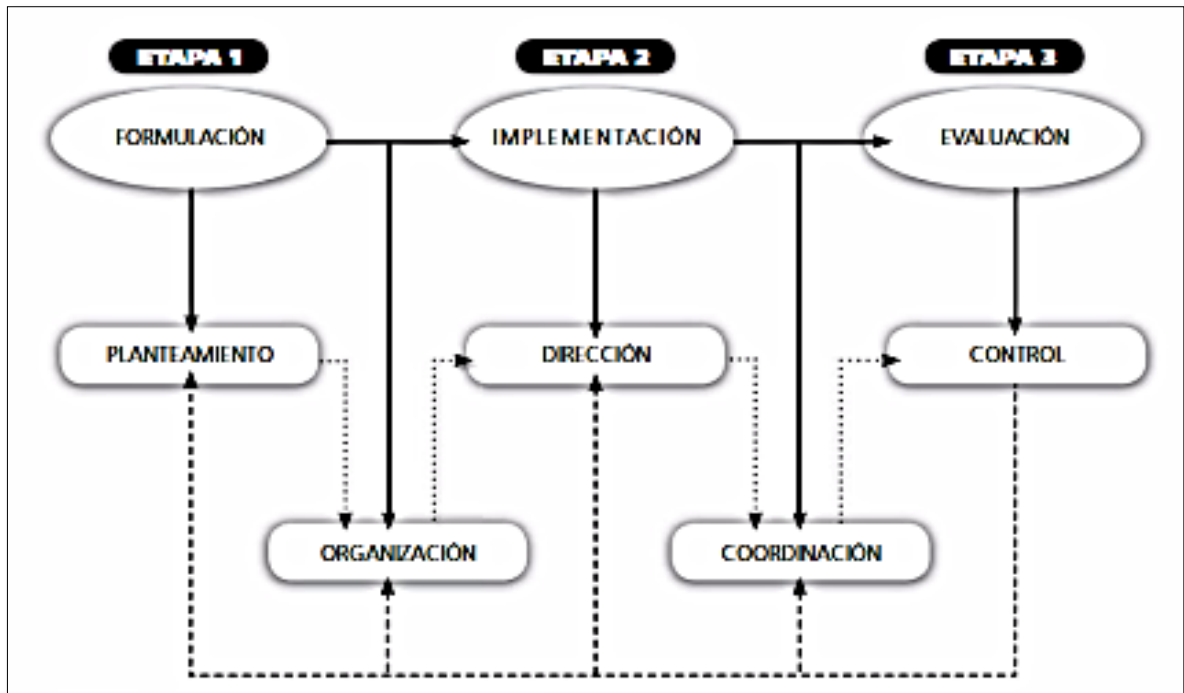 ETAPA 1
ETAPA 2
ETAPA 3
FORMULACIÓN
IMPLEMENTACIÓN
EVALUACIÓN
PLANTEAMIENTO
DIRECCIÓN
CONTROL
ORGANIZACIÓN
COORDINACIÓN